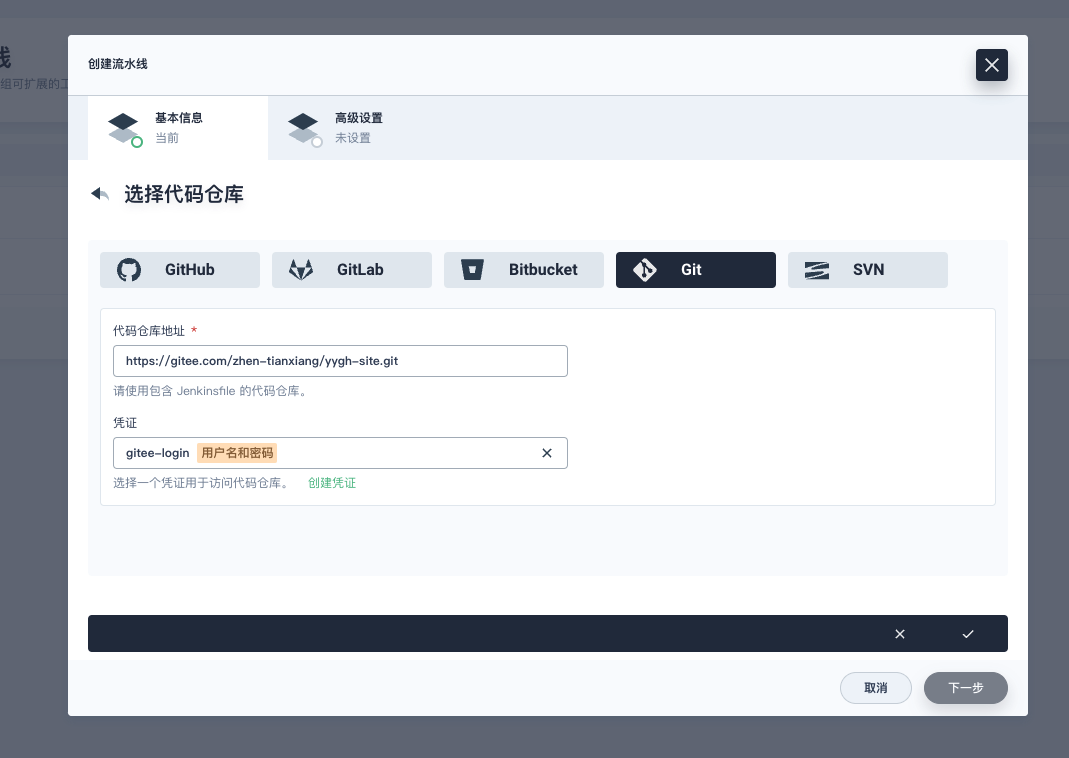 线
组可扩展的工
创建流水线
基本信息
当前
高级设置
未设置
选择代码仓库
GitHub
GitLab
Bitbucket
Git
SVN
代码仓库地址 *
https://gitee.com/zhen-tianxiang/yygh-site.git
请使用包含 Jenkinsfile 的代码仓库。
凭证
gitee-login 用户名和密码
选择一个凭证用于访问代码仓库。 创建凭证
取消
下一步